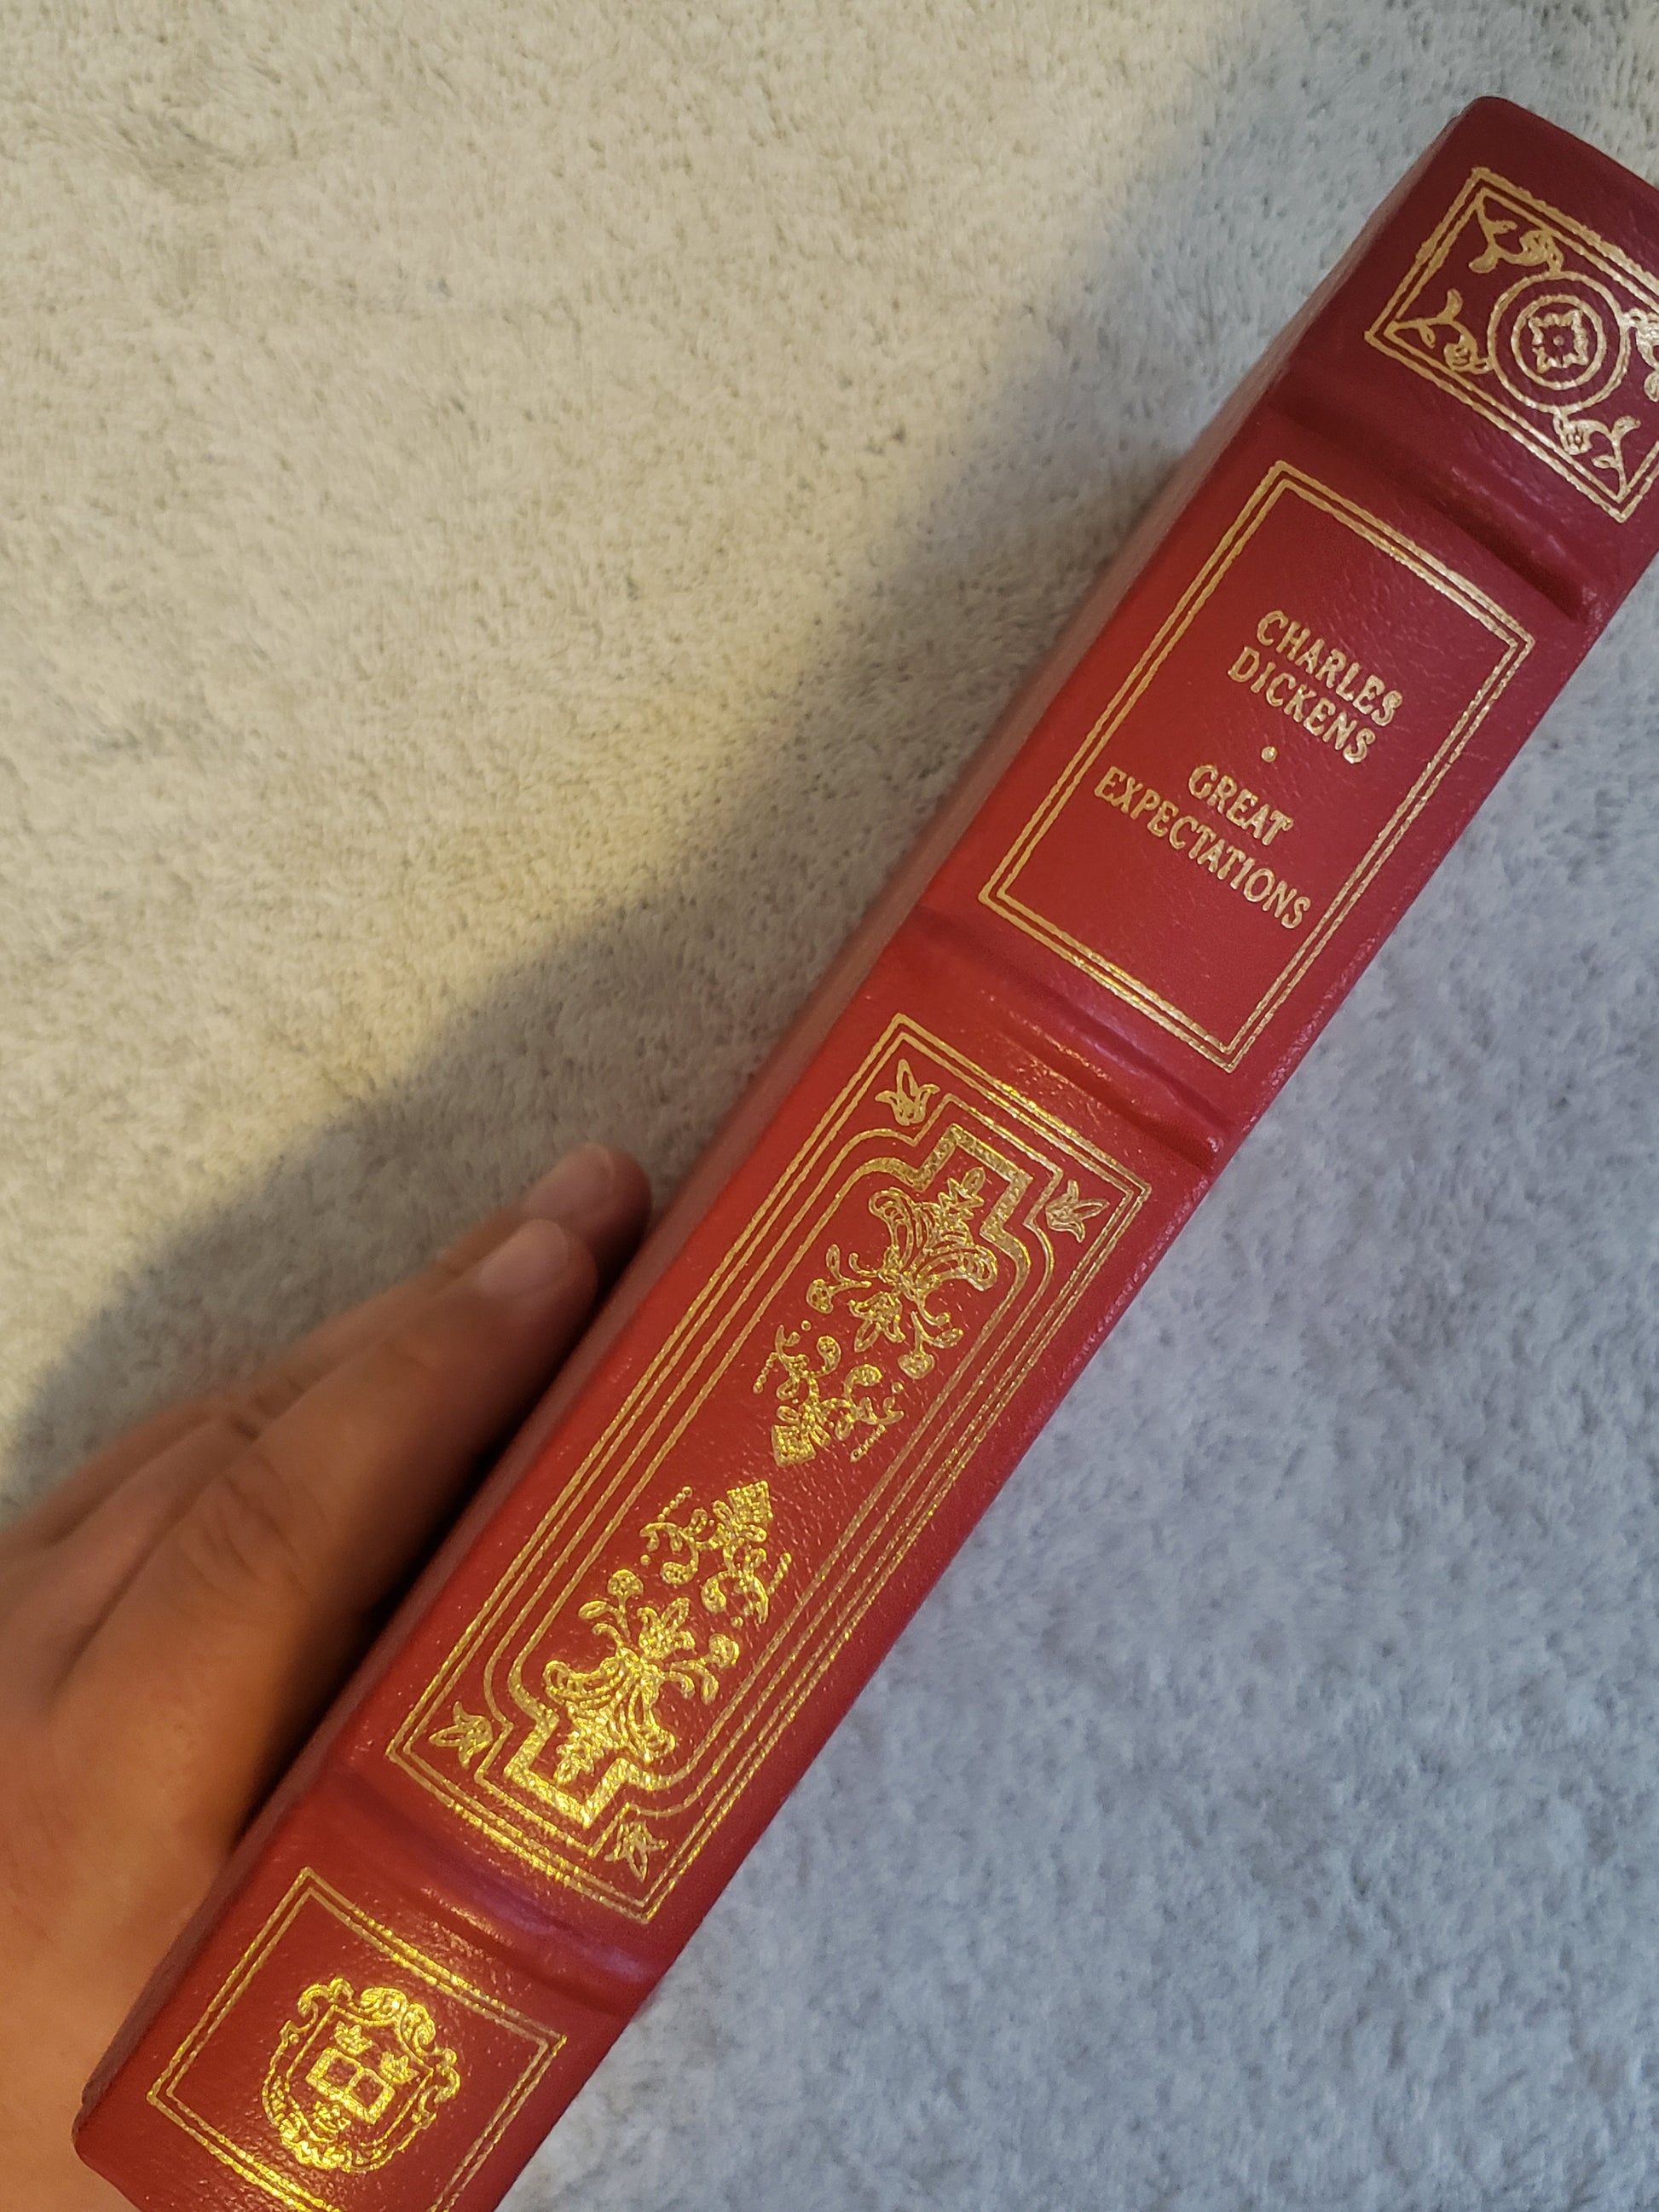 CHARLES
DICKENS
•
GREAT
EXPECTATIONS